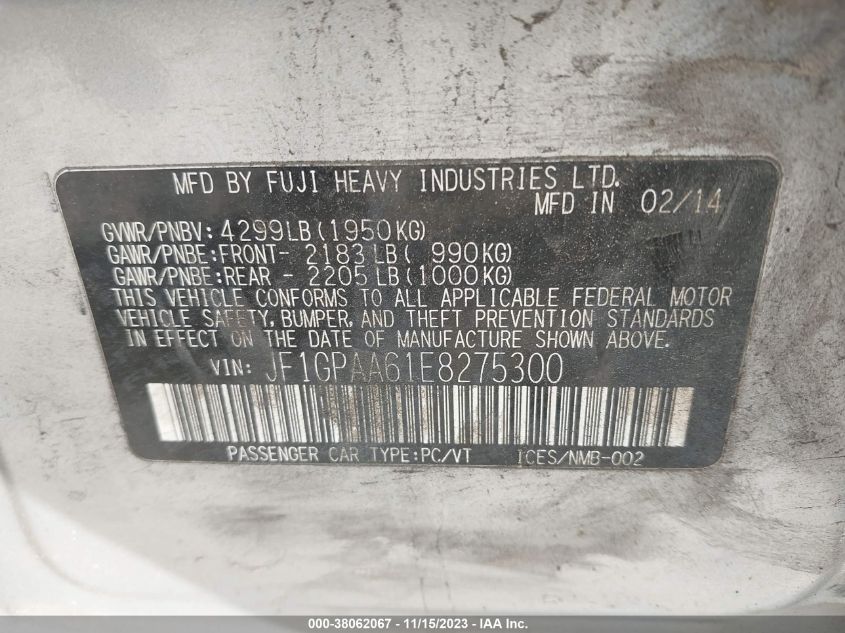 MFD BY FUJI HEAVY INDUSTRIES LTD.
MFD IN 02/14
GVWR/PNBV: 4299LB(1950KG)
GAWR/PNBE:FRONT- 2183LB( 990KG)
GAWR/PNBE:REAR - 2205LB(1000KG)
THIS VEHICLE CONFORMS TO ALL APPLICABLE FEDERAL MOTOR
VEHICLE SAFETY, BUMPER, AND THEFT PREVENTION STANDARDS
IN EFFECT ON THE DATE OF MANUFACTURE SHOWN ABOVE.
VIN: JF1GPAA61E8275300
PASSENGER CAR TYPE:PC/VT ICES/NMB-002
000-38062067 - 11/15/2023 - IAA Inc.